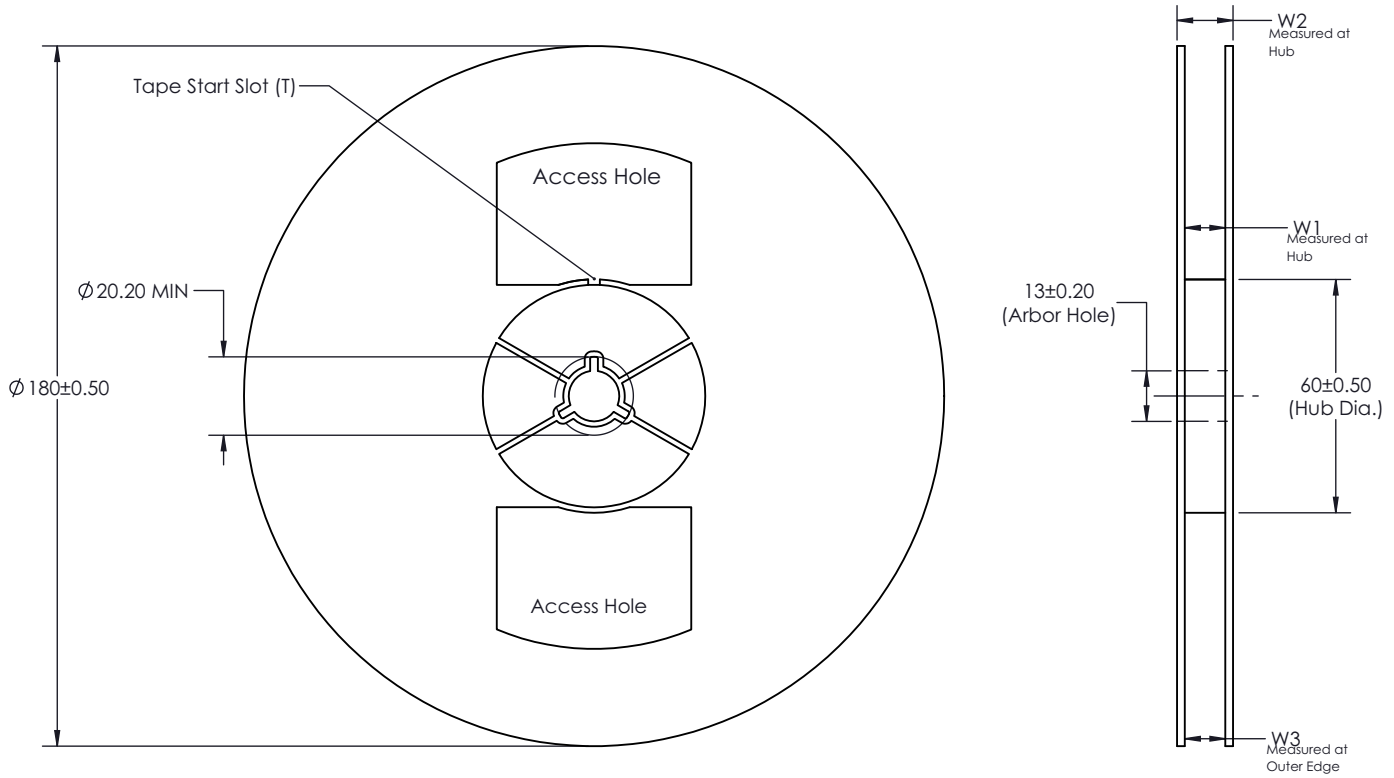 W2
Measured at
Hub
Tape Start Slot (T)
Access Hole
W1
Measured at
Hub
Ø20.20 MIN
13±0.20
(Arbor Hole)
Ø180±0.50
60±0.50
(Hub Dia.)
Access Hole
W3
Measured at
Outer Edge